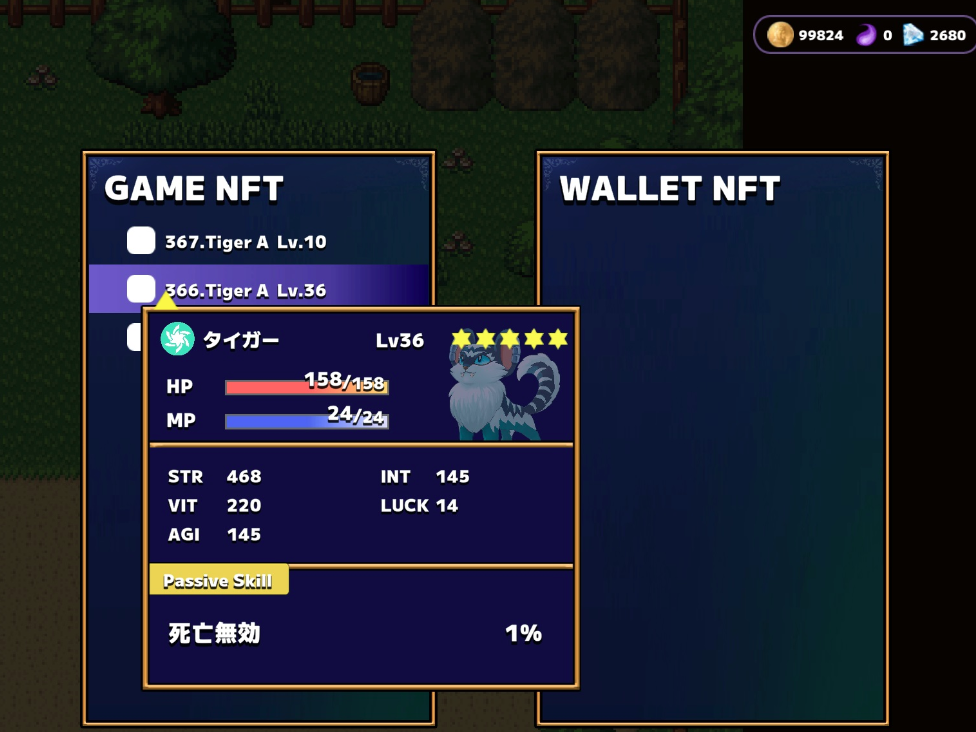 99824 0 2680
GAME NFT
367.Tiger A Lv.10
366.Tiger A Lv.36
WALLET NFT
タイガー Lv36
HP 158/158
MP 24/24
STR 468 INT 145
VIT 220 LUCK 14
AGI 145
Passive Skill
死亡無効 1%